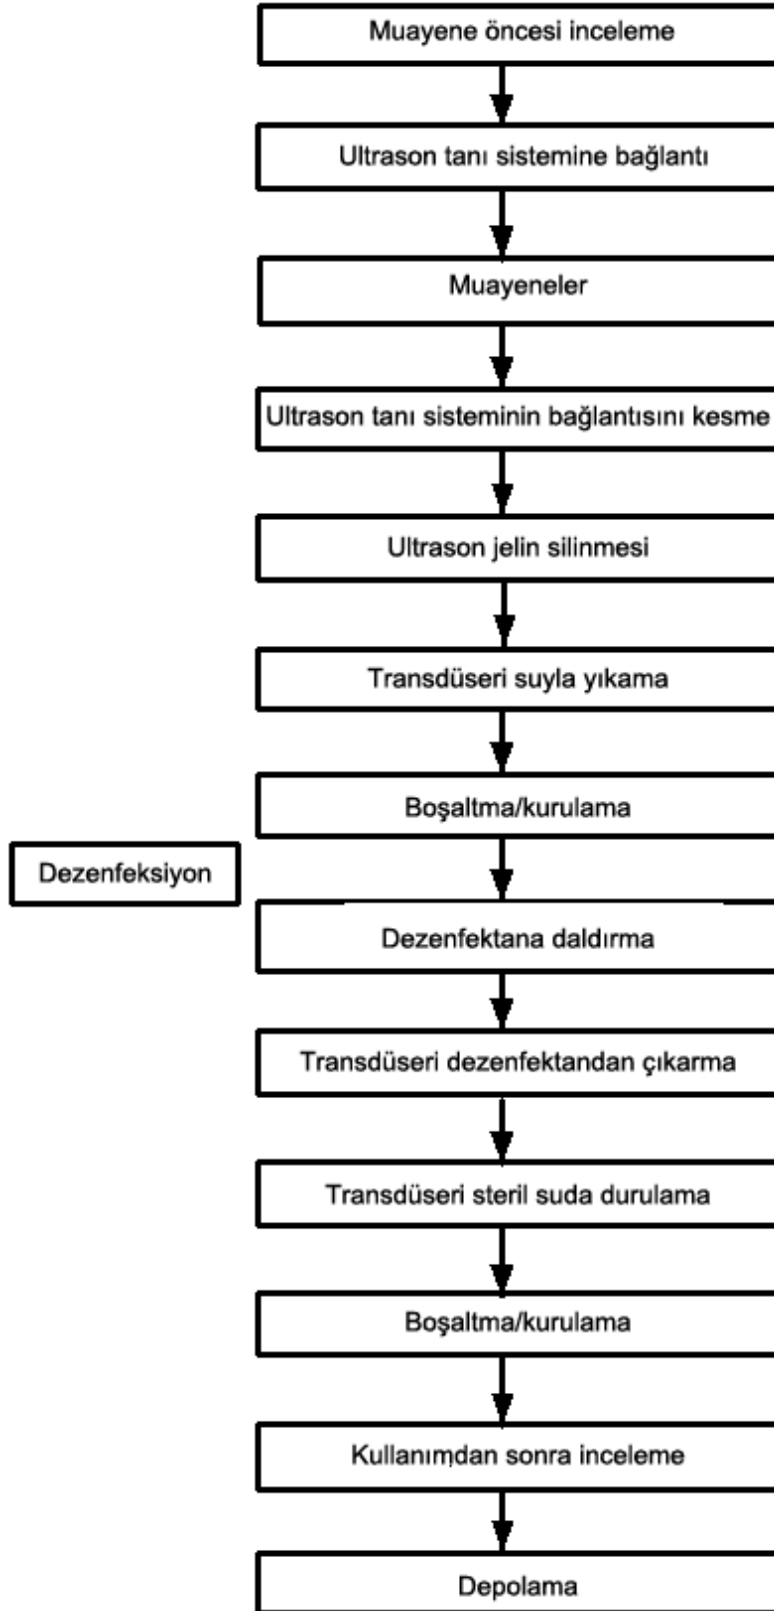 Muayene öncesi inceleme
Ultrason tanı sistemine bağlantı
Muayeneler
Ultrason tanı sisteminin bağlantısını kesme
Ultrason jelin silinmesi
Transdüseri suyla yıkama
Boşaltma/kurulama
Dezenfeksiyon
Dezenfektana daldırma
Transdüseri dezenfektandan çıkarma
Transdüseri steril suda durulama
Boşaltma/kurulama
Kullanımdan sonra inceleme
Depolama